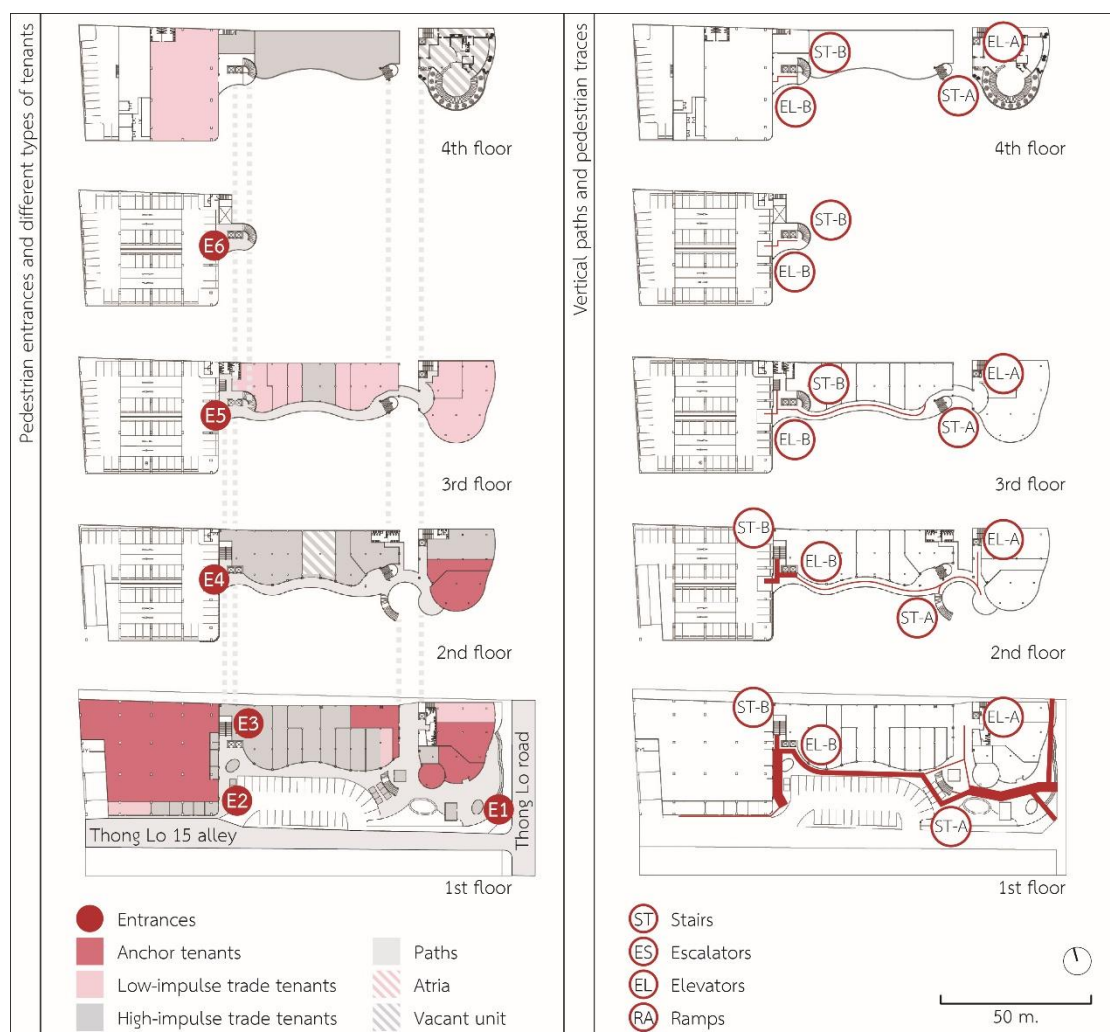 Pedestrian entrances and different types of tenants
4th floor
E6
E5
3rd floor
E4
2nd floor
E3
E2
E1
Thong Lo 15 alley
Thong Lo road
1st floor
Entrances
Anchor tenants
Low-impulse trade tenants
High-impulse trade tenants
Paths
Atria
Vacant unit
Vertical paths and pedestrian traces
ST-B
EL-A
EL-B
ST-A
4th floor
ST-B
EL-B
ST-B
EL-A
EL-B
ST-A
3rd floor
ST-B
EL-B
EL-A
ST-A
2nd floor
ST-B
EL-B
EL-A
ST-A
1st floor
ST Stairs
ES Escalators
EL Elevators
RA Ramps
50 m.